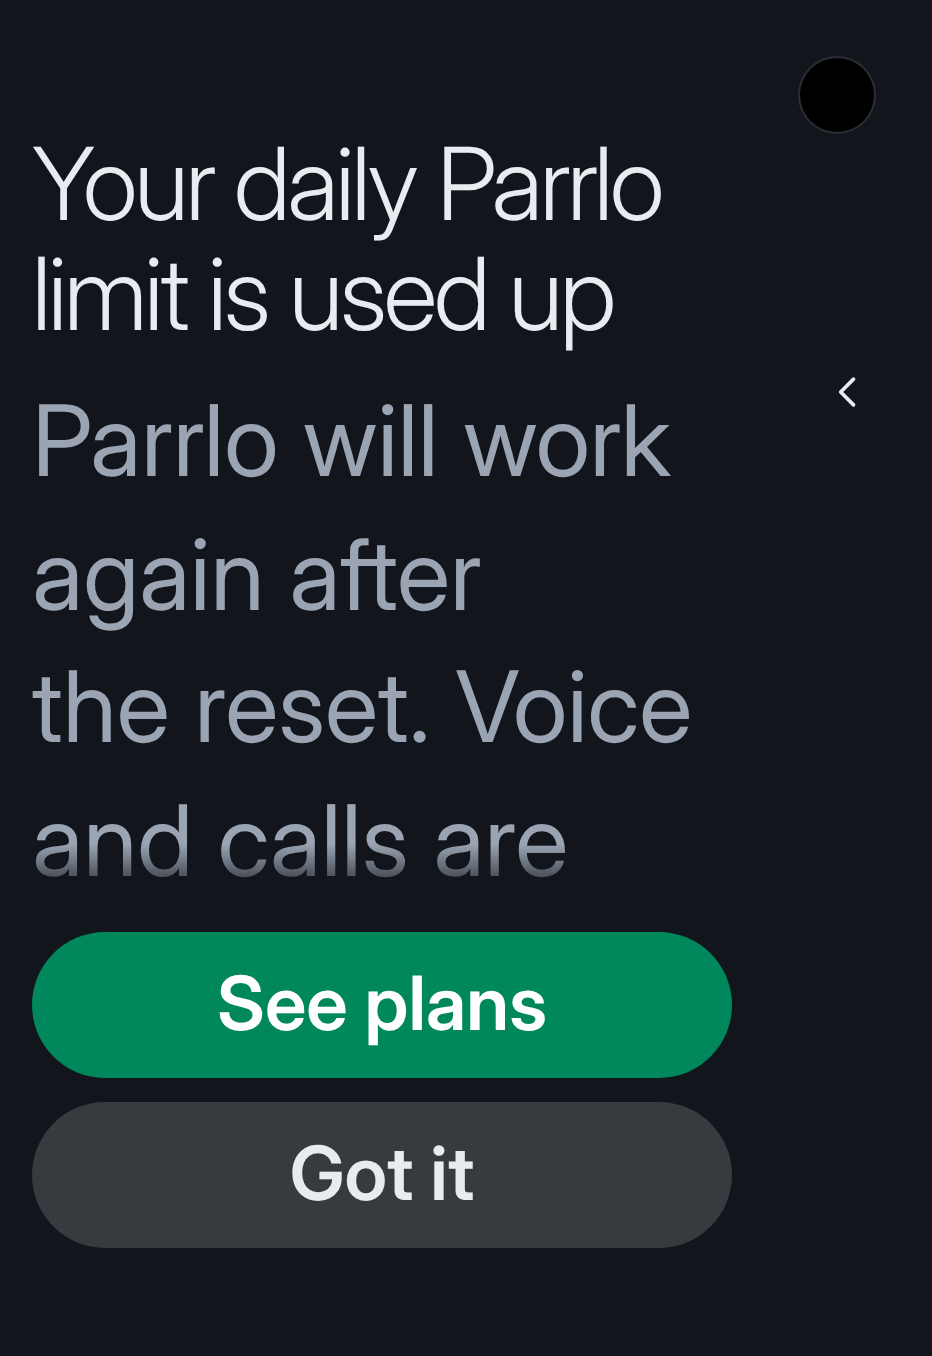 Your daily Parrlo
limit is used up
Parrlo will work
again after
the reset. Voice
and calls are
See plans
Got it